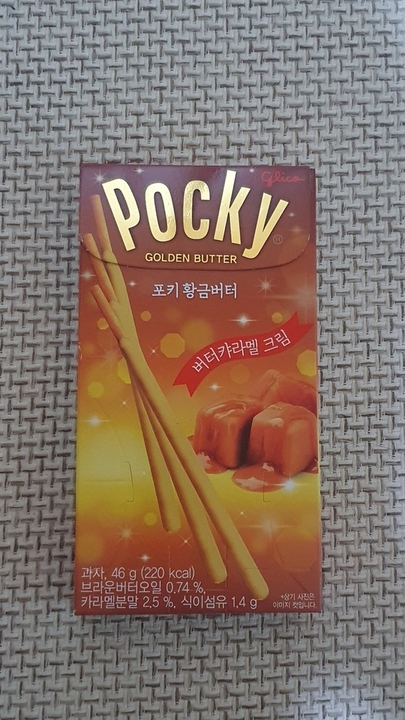 glico
Pocky®
GOLDEN BUTTER
포키 황금버터
버터캬라멜 크림
과자, 46 g (220 kcal)
브라운버터오일 0.74 %,
카라멜분말 2.5 %, 식이섬유 1.4 g
*상기 사진은
이미지 컷입니다